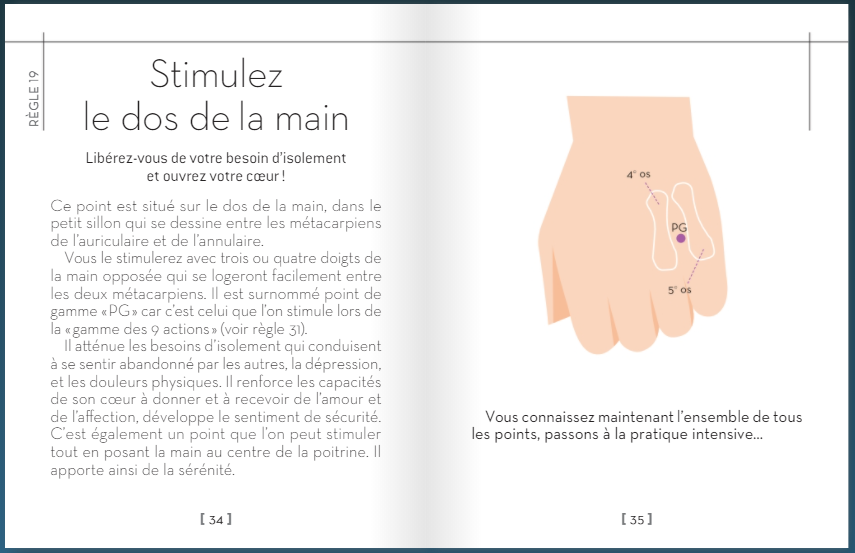 RÈGLE 19
Stimulez
le dos de la main
Libérez-vous de votre besoin d'isolement
et ouvrez votre cœur !
Ce point est situé sur le dos de la main, dans le
petit sillon qui se dessine entre les métacarpiens
de l'auriculaire et de l'annulaire.
Vous le stimulerez avec trois ou quatre doigts de
la main opposée qui se logeront facilement entre
les deux métacarpiens. Il est surnommé point de
gamme « PG » car c'est celui que l'on stimule lors de
la « gamme des 9 actions » (voir règle 31).
Il atténue les besoins d'isolement qui conduisent
à se sentir abandonné par les autres, la dépression,
et les douleurs physiques. Il renforce les capacités
de son cœur à donner et à recevoir de l'amour et
de l'affection, développe le sentiment de sécurité.
C'est également un point que l'on peut stimuler
tout en posant la main au centre de la poitrine. Il
apporte ainsi de la sérénité.
[ 34 ]
4° os
PG
5° os
Vous connaissez maintenant l'ensemble de tous
les points, passons à la pratique intensive...
[ 35 ]